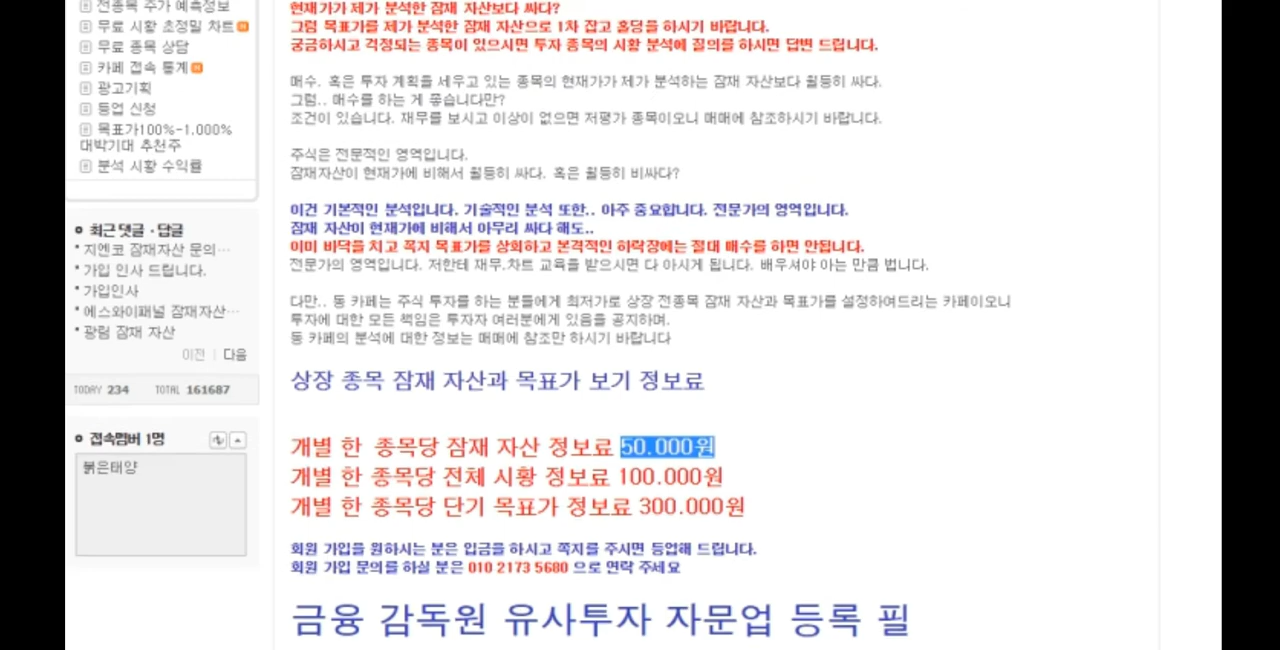 전종목 주가 예측정보
무료 시황 초정밀 차트
무료 종목 상담
카페 접속 통계
광고기획
등업 신청
목표가100%-1,000%
대박기대 추천주
분석 시황 수익률
최근 댓글 · 답글
지엔코 잠재자산 문의…
가입 인사 드립니다.
가입인사
에스와이패널 잠재자산…
광림 잠재 자산
이전 | 다음
TODAY 234 TOTAL 161687
접속멤버 1명
붉은태양
현재가가 제가 분석한 잠재 자산보다 싸다?
그럼 목표가를 제가 분석한 잠재 자산으로 1차 잡고 홀딩을 하시기 바랍니다.
궁금하시고 걱정되는 종목이 있으시면 투자 종목의 시황 분석에 질의를 하시면 답변 드립니다.
매수. 혹은 투자 계획을 세우고 있는 종목의 현재가가 제가 분석하는 잠재 자산보다 월등히 싸다.
그럼.. 매수를 하는 게 좋습니다만?
조건이 있습니다. 재무를 보시고 이상이 없으면 저평가 종목이오니 매매에 참조하시기 바랍니다.
주식은 전문적인 영역입니다.
잠재자산이 현재가에 비해서 월등히 싸다. 혹은 월등히 비싸다?
이건 기본적인 분석입니다. 기술적인 분석 또한.. 아주 중요합니다. 전문가의 영역입니다.
잠재 자산이 현재가에 비해서 아무리 싸다 해도..
이미 바닥을 치고 쪽지 목표가를 상회하고 본격적인 하락장에는 절대 매수를 하면 안됩니다.
전문가의 영역입니다. 저한테 재무.차트 교육을 받으시면 다 아시게 됩니다. 배우셔야 아는 만큼 법니다.
다만.. 동 카페는 주식 투자를 하는 분들에게 최저가로 상장 전종목 잠재 자산과 목표가를 설정하여드리는 카페이오니
투자에 대한 모든 책임은 투자자 여러분에게 있음을 공지하며.
동 카페의 분석에 대한 정보는 매매에 참조만 하시기 바랍니다
상장 종목 잠재 자산과 목표가 보기 정보료
개별 한 종목당 잠재 자산 정보료 50.000원
개별 한 종목당 전체 시황 정보료 100.000원
개별 한 종목당 단기 목표가 정보료 300.000원
회원 가입을 원하시는 분은 입금을 하시고 쪽지를 주시면 등업해 드립니다.
회원 가입 문의를 하실 분은 010 2173 5680 으로 연락 주세요
금융 감독원 유사투자 자문업 등록 필